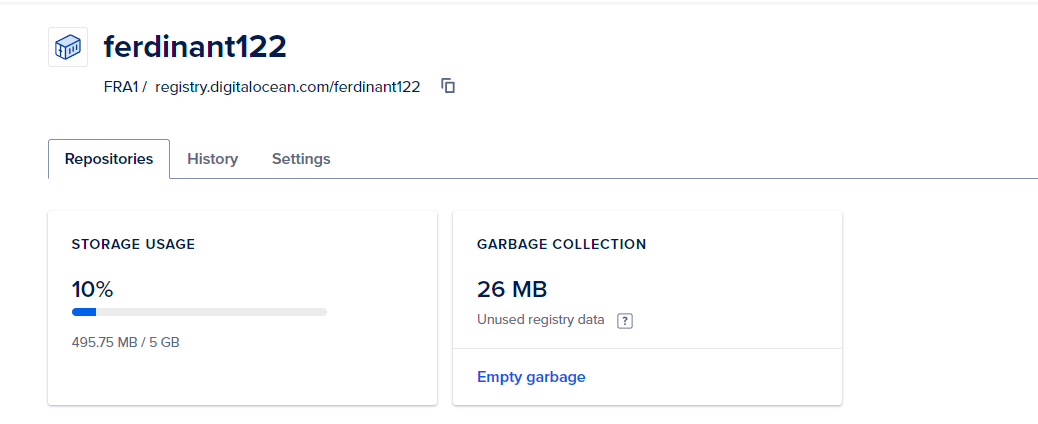 ferdinant122
FRA1 / registry.digitalocean.com/ferdinant122
Repositories History Settings
STORAGE USAGE
10%
495.75 MB / 5 GB
GARBAGE COLLECTION
26 MB
Unused registry data ?
Empty garbage